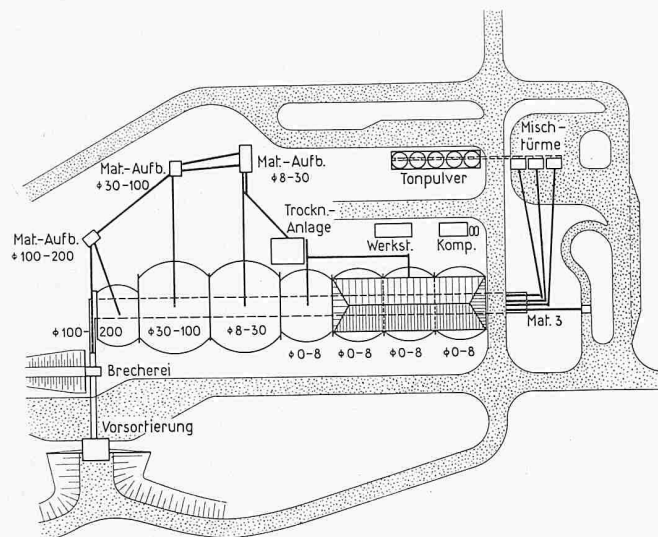 Misch-
türme
Mat.-Aufb.
ϕ 30-100
Mat.-Aufb.
ϕ 8-30
Tonpulver
Trockn.-
Anlage
Werkst.
Komp.
Mat.-Aufb.
ϕ 100-200
ϕ 100-200
ϕ 30-100
ϕ 8-30
ϕ 0-8
ϕ 0-8
ϕ 0-8
ϕ 0-8
Mat. 3
Brecherei
Vorsortierung